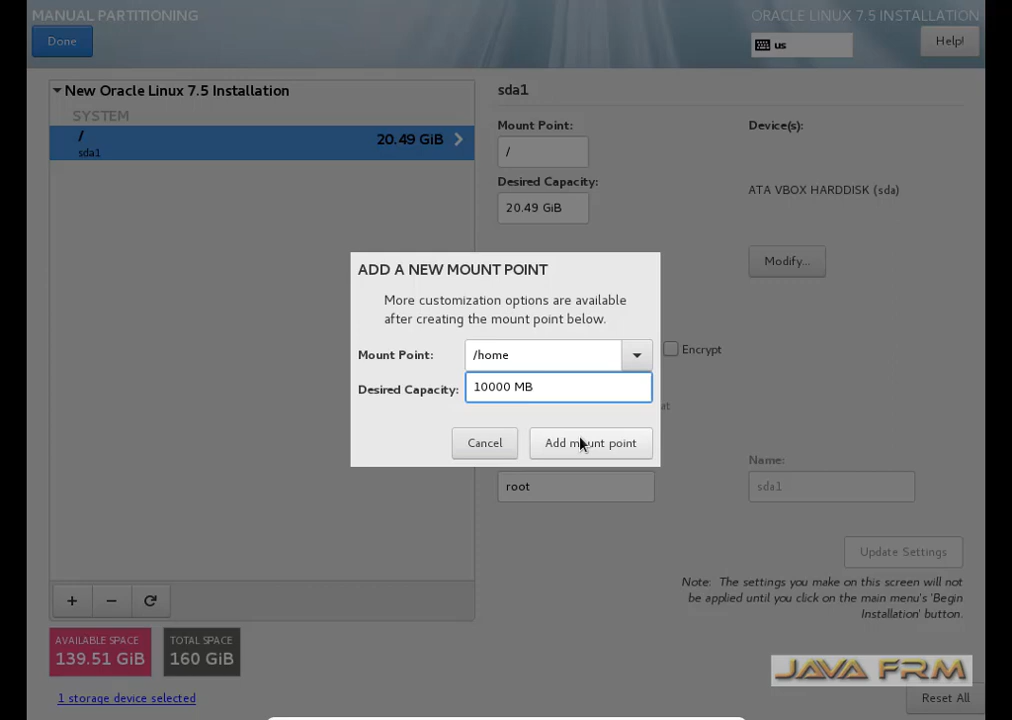 MANUAL PARTITIONING
ORACLE LINUX 7.5 INSTALLATION
Done
us
Help!
New Oracle Linux 7.5 Installation
SYSTEM
/
20.49 GiB
sda1
sda1
Mount Point:
/
Device(s):
Desired Capacity:
20.49 GiB
ATA VBOX HARDDISK (sda)
Modify...
ADD A NEW MOUNT POINT
More customization options are available
after creating the mount point below.
Mount Point:
/home
Desired Capacity:
10000 MB
Cancel
Add mount point
Encrypt
at
Name:
root
sda1
Update Settings
Note: The settings you make on this screen will not
be applied until you click on the main menu's 'Begin
Installation' button.
+
−
AVAILABLE SPACE
139.51 GiB
TOTAL SPACE
160 GiB
1 storage device selected
JAVA FRM
Reset All